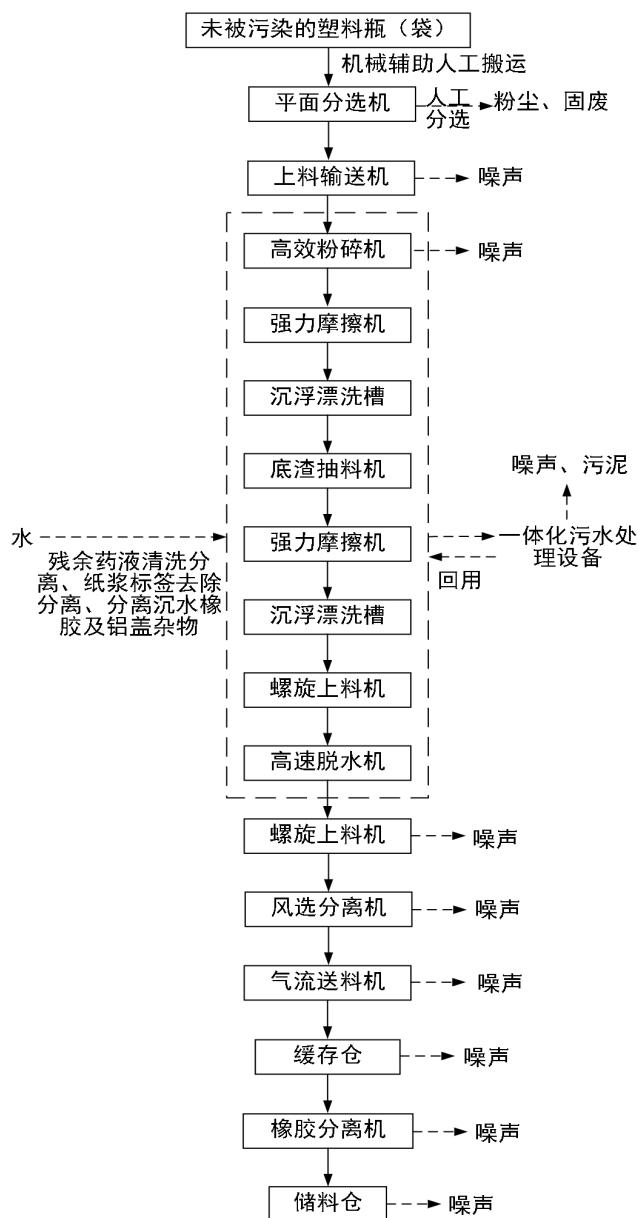 未被污染的塑料瓶（袋）
机械辅助人工搬运
平面分选机
人工
分选
粉尘、固废
上料输送机
噪声
高效粉碎机
噪声
强力摩擦机
沉浮漂洗槽
底渣抽料机
噪声、污泥
水
强力摩擦机
一体化污水处
理设备
回用
残余药液清洗分
离、纸浆标签去除
分离、分离沉水橡
胶及铝盖杂物
沉浮漂洗槽
螺旋上料机
高速脱水机
螺旋上料机
噪声
风选分离机
噪声
气流送料机
噪声
缓存仓
噪声
橡胶分离机
噪声
储料仓
噪声